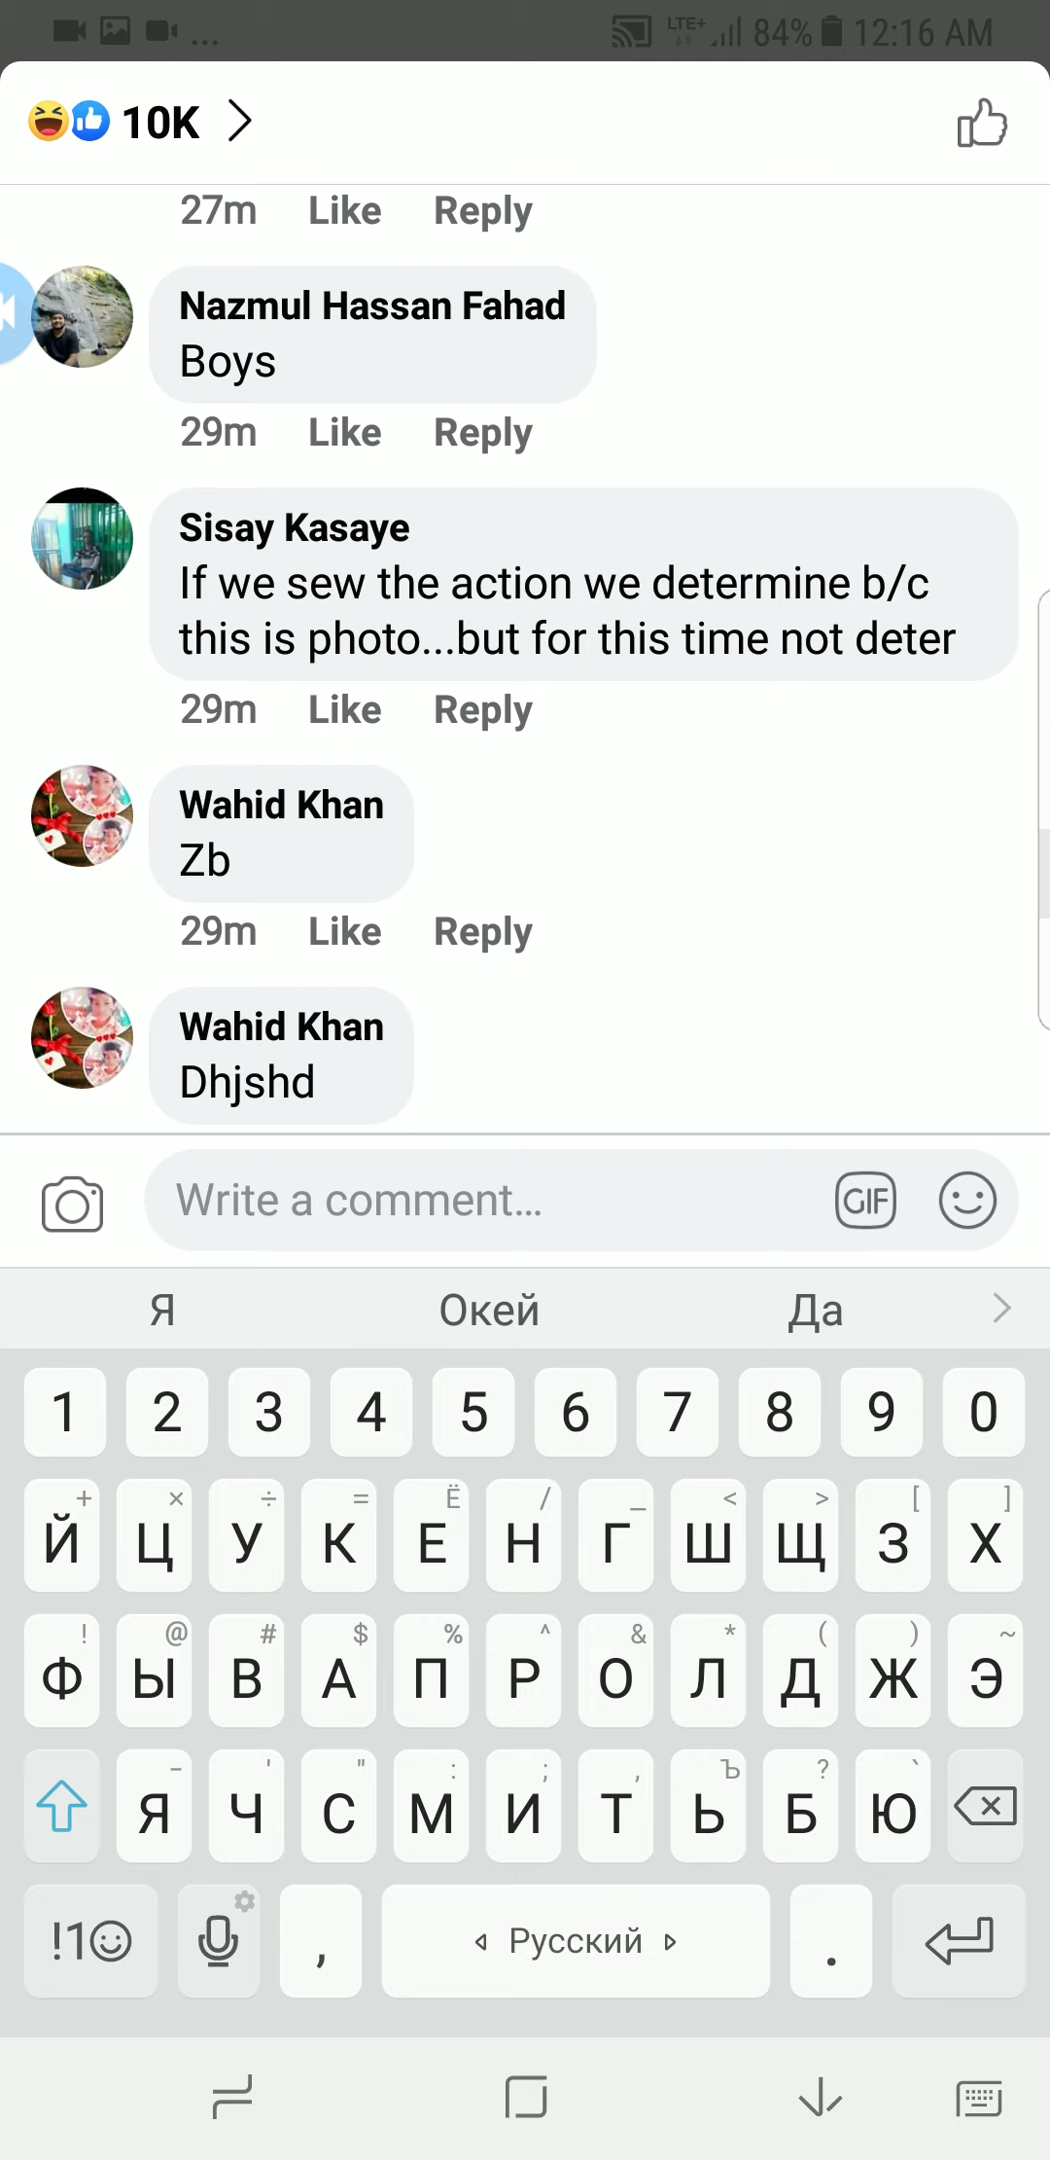 LTE+ 84% 12:16 AM
10K
27m Like Reply
Nazmul Hassan Fahad
Boys
29m Like Reply
Sisay Kasaye
If we sew the action we determine b/c
this is photo...but for this time not deter
29m Like Reply
Wahid Khan
Zb
29m Like Reply
Wahid Khan
Dhjshd
Write a comment...
GIF
Я Окей Да
1 2 3 4 5 6 7 8 9 0
+ × ÷ = Ё / _ < > [ ]
Й Ц У К Е Н Г Ш Щ З Х
! @ # $ % ^ & * ( ) ~
Ф Ы В А П Р О Л Д Ж Э
- ' " : ; , Ъ ? `
Я Ч С М И Т Ь Б Ю
!1☺ , Русский .